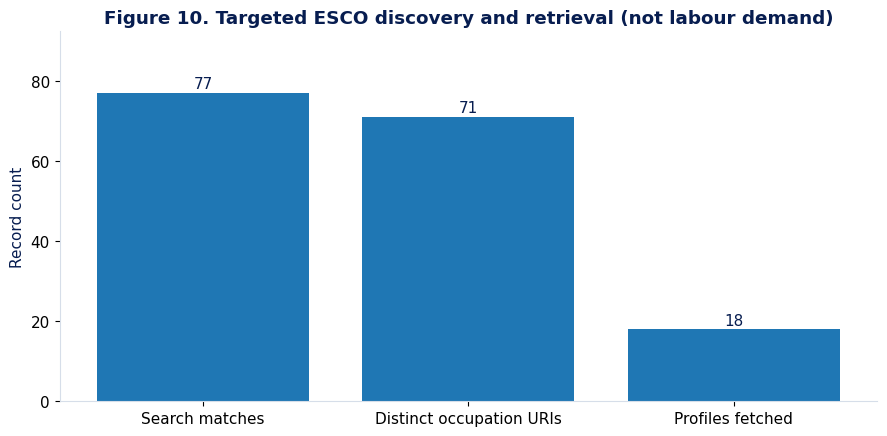 Figure 10. Targeted ESCO discovery and retrieval (not labour demand)
Record count
80
60
40
20
0
77
71
18
Search matches
Distinct occupation URIs
Profiles fetched